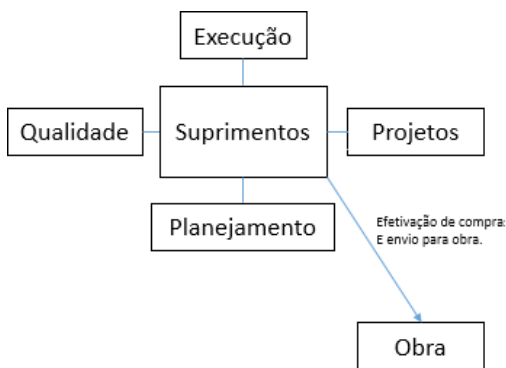 Execução
Qualidade
Suprimentos
Projetos
Planejamento
Efetivação de compra
E envio para obra.
Obra